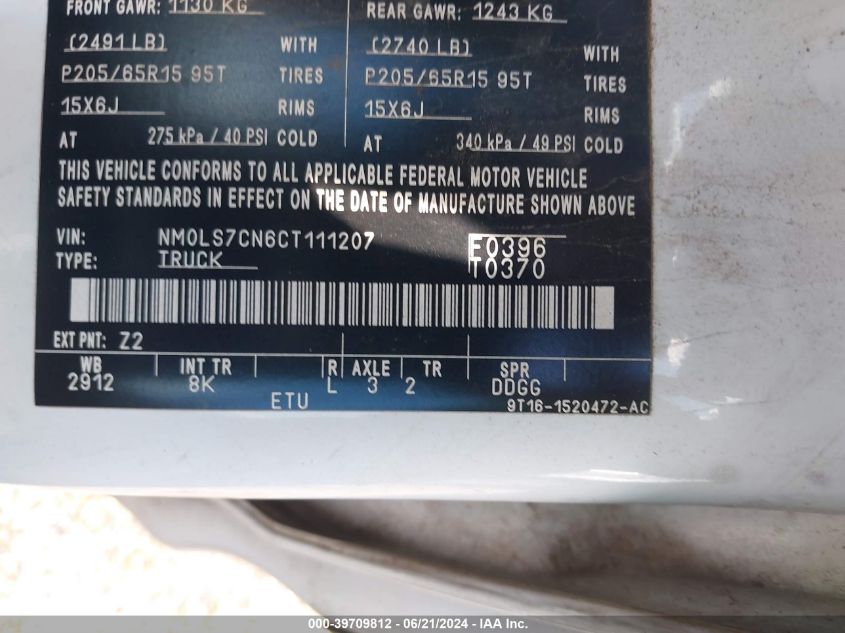 FRONT GAWR: 1130 KG REAR GAWR: 1243 KG
(2491 LB) WITH (2740 LB) WITH
P205/65R15 95T TIRES P205/65R15 95T TIRES
15X6J RIMS 15X6J RIMS
AT 275 kPa / 40 PSI COLD AT 340 kPa / 49 PSI COLD
THIS VEHICLE CONFORMS TO ALL APPLICABLE FEDERAL MOTOR VEHICLE
SAFETY STANDARDS IN EFFECT ON THE DATE OF MANUFACTURE SHOWN ABOVE
VIN: NM0LS7CN6CT111207 F0396
TYPE: TRUCK T0370
EXT PNT: Z2
WB INT TR R AXLE TR SPR
2912 8K L 3 2 DDGG
ETU 9T16-1520472-AC
000-39709812 - 06/21/2024 - IAA Inc.